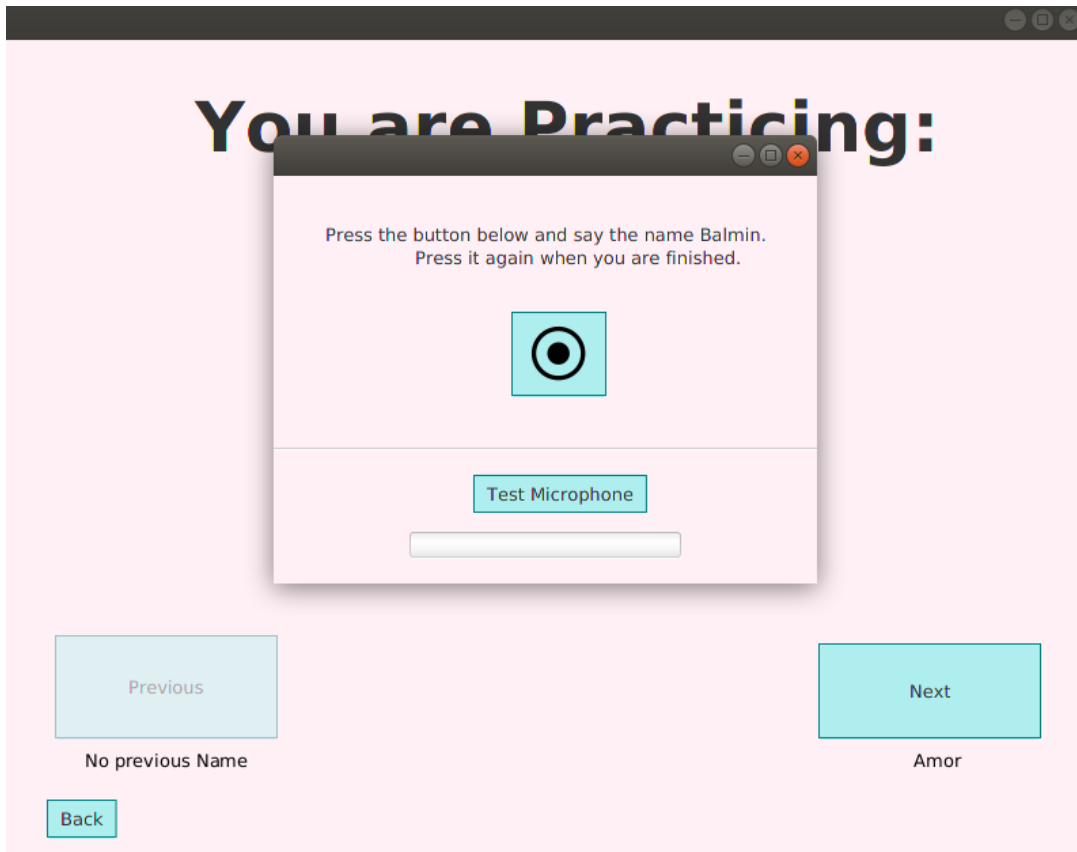 You are Practicing:
Press the button below and say the name Balmin.
Press it again when you are finished.
Test Microphone
Previous
Next
No previous Name
Amor
Back